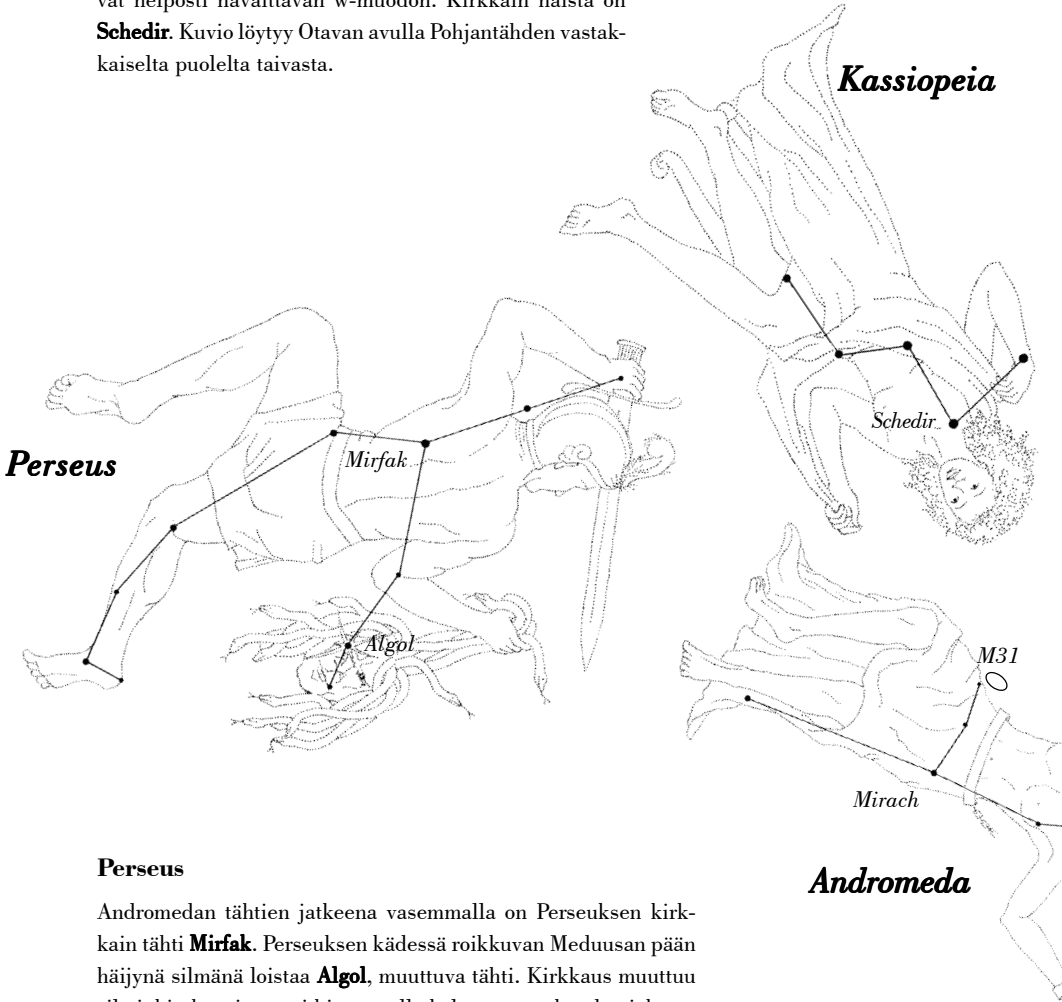 vat helposti havaittavan w-muodon. Kirkkain näistä on
Schedir. Kuvio löytyy Otavan avulla Pohjantähden vastak-
kaiselta puolelta taivasta.
Kassiopeia
Schedir
Perseus
Mirfak
Algol
M31
Mirach
Andromeda
Perseus
Andromedan tähtien jatkeena vasemmalla on Perseuksen kirk-
kain tähti Mirfak. Perseuksen kädessä roikkuvan Meduusan pään
häijynä silmänä loistaa Algol, muuttuva tähti. Kirkkaus muuttuu